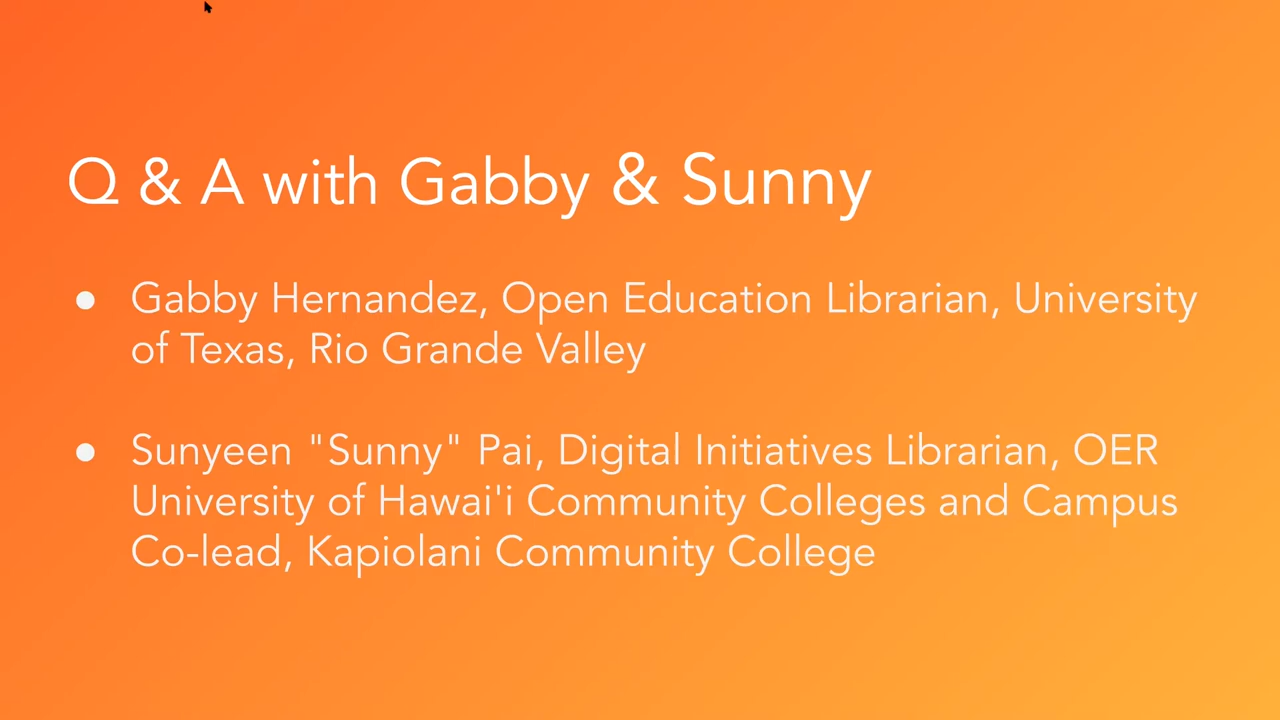 Q & A with Gabby & Sunny
● Gabby Hernandez, Open Education Librarian, University
of Texas, Rio Grande Valley
● Sunyeen "Sunny" Pai, Digital Initiatives Librarian, OER
University of Hawai'i Community Colleges and Campus
Co-lead, Kapiolani Community College